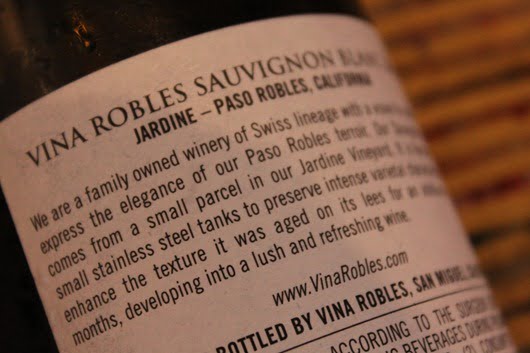 VINA ROBLES SAUVIGNON BLANC
JARDINE – PASO ROBLES, CALIFORNIA
We are a family owned winery of Swiss lineage with a
express the elegance of our Paso Robles terroir. Our
comes from a small parcel in our Jardine Vineyard. It
small stainless steel tanks to preserve intense varietal
enhance the texture it was aged on its lees for an
months, developing into a lush and refreshing wine.
www.VinaRobles.com
BOTTLED BY VINA ROBLES, SAN MIGUEL,
ACCORDING TO THE SURGEON
BEVERAGES DURING